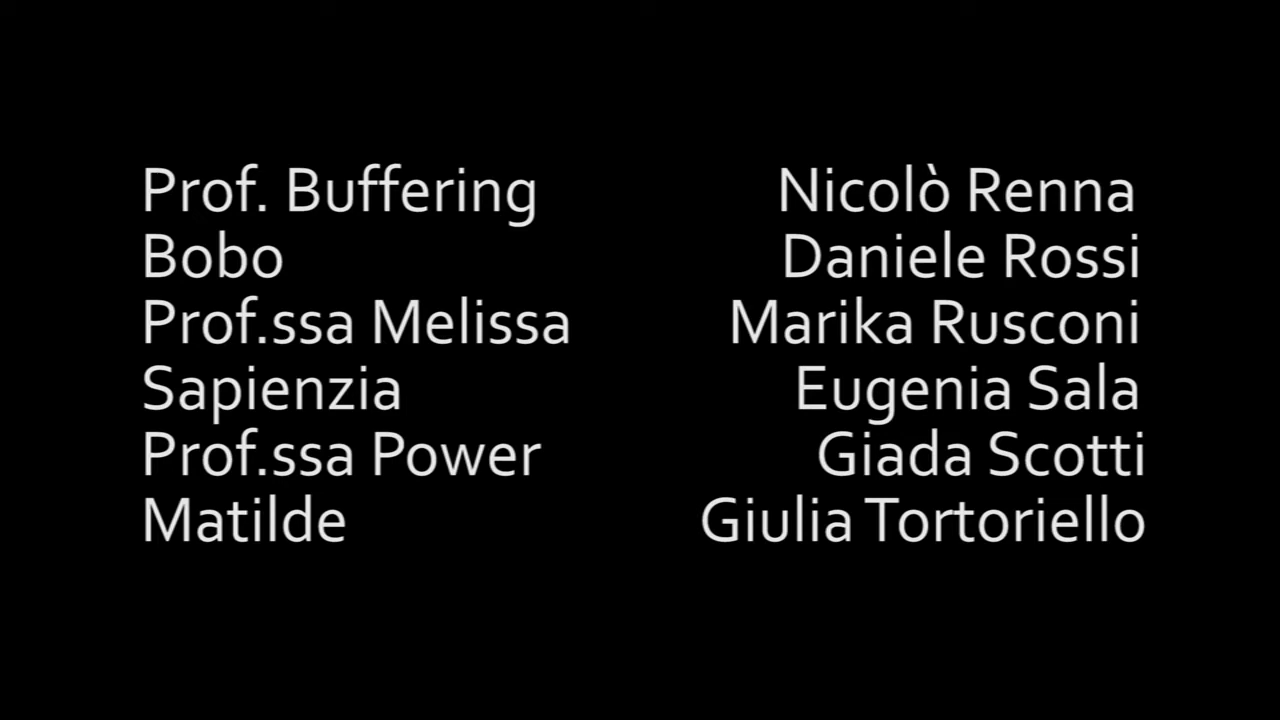 Prof. Buffering Nicolò Renna
Bobo Daniele Rossi
Prof.ssa Melissa Marika Rusconi
Sapienzia Eugenia Sala
Prof.ssa Power Giada Scotti
Matilde Giulia Tortoriello